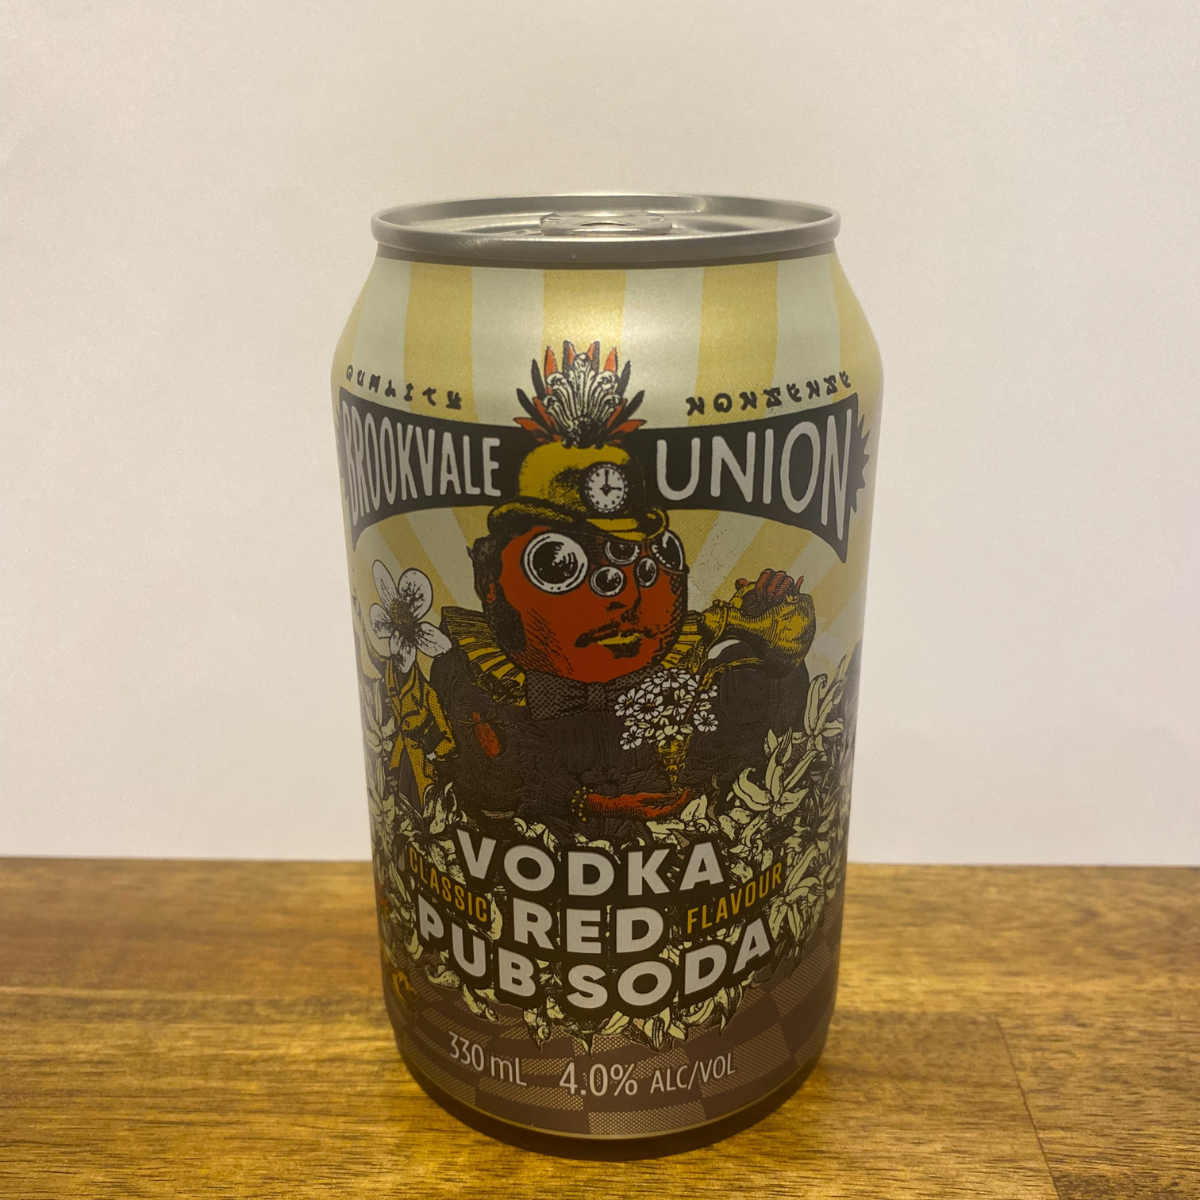 QUALITY NONSENSE
BROOKVALE UNION
VODKA
CLASSIC RED FLAVOUR
PUB SODA
330 mL 4.0% ALC/VOL